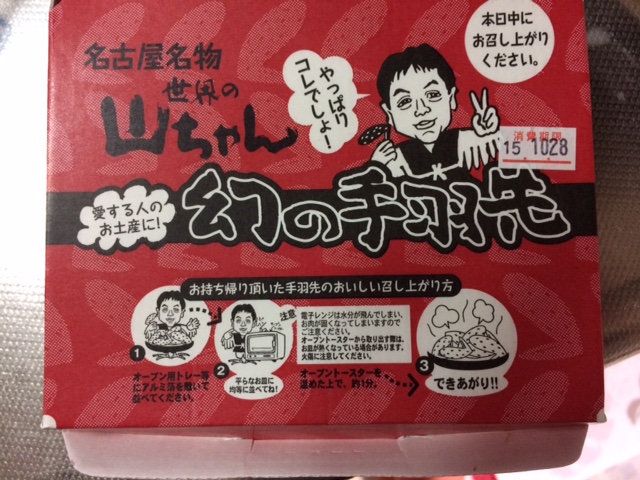 本日中に
お召し上がり
ください。
名古屋名物
世界の
山ちゃん
やっぱり
コレでしょ!
消費期限
15.10.28
愛する人の
お土産に!
幻の手羽先
お持ち帰り頂いた手羽先のおいしい召し上がり方
1
オーブン用トレー等
にアルミ箔を敷いて
並べてください。
2
平らなお皿に
均等に並べてね!
注意
電子レンジは水分が飛んでしまい、
お肉が固くなってしまいますので
ご注意ください。
オーブントースターから取り出す際は、
お皿が熱くなっている場合があります。
火傷に注意してください。
オーブントースターを
温めた上で、約1分。
3
できあがり!!